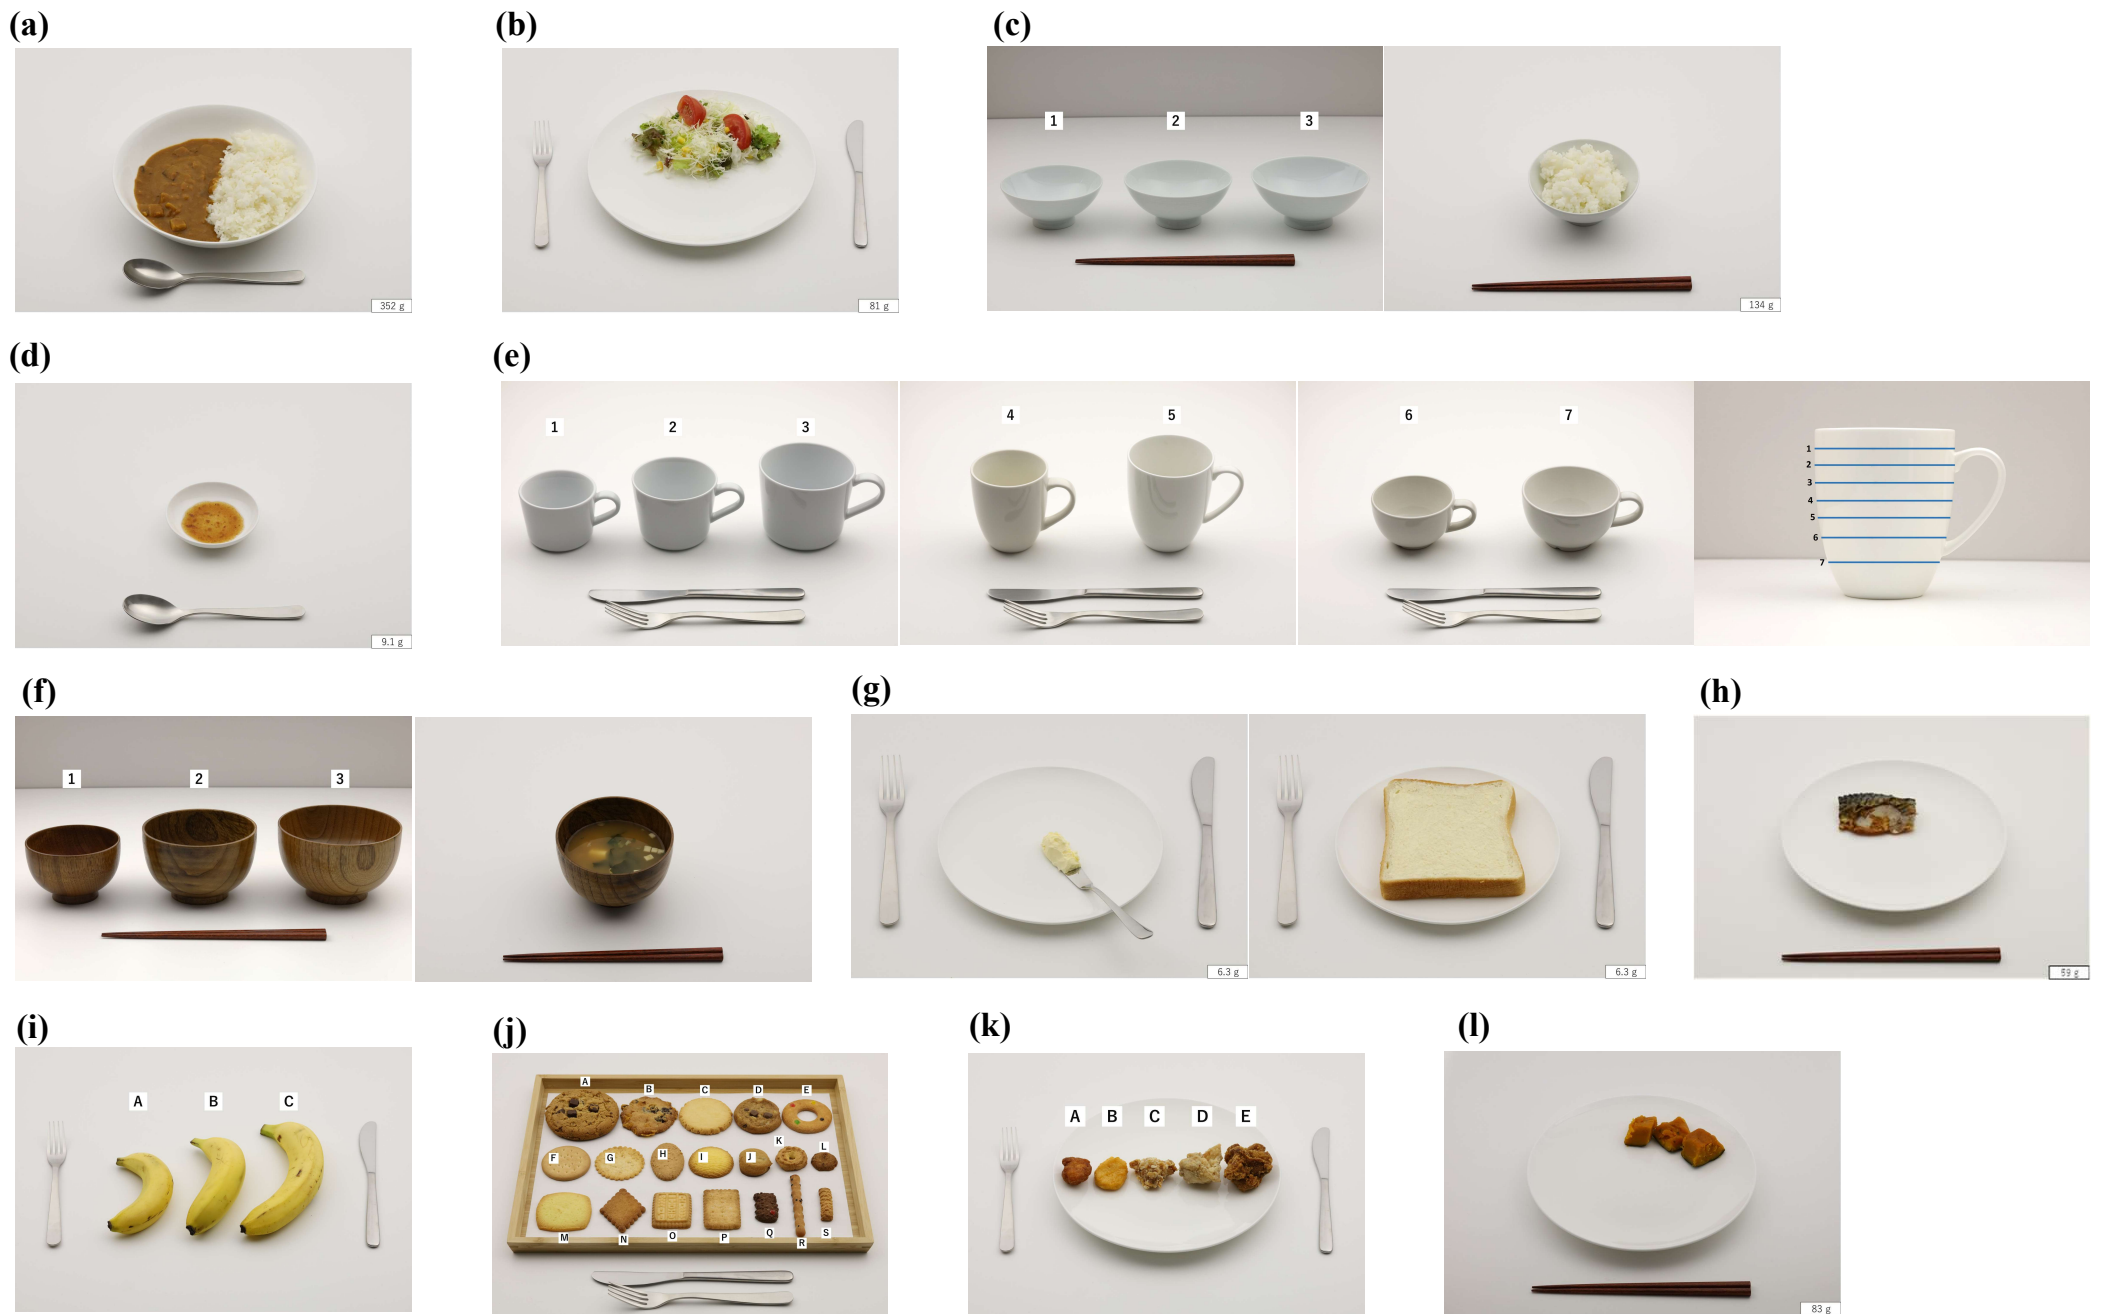 (a)
352 g
(b)
81 g
(c)
1 2 3
134 g
(d)
9.1 g
(e)
1 2 3
4 5
6 7
1
2
3
4
5
6
7
(f)
1 2 3
(g)
6.3 g
6.3 g
(h)
59 g
(i)
A B C
(j)
A B C D E
F G H I J K L
M N O P Q R S
(k)
A B C D E
(l)
83 g